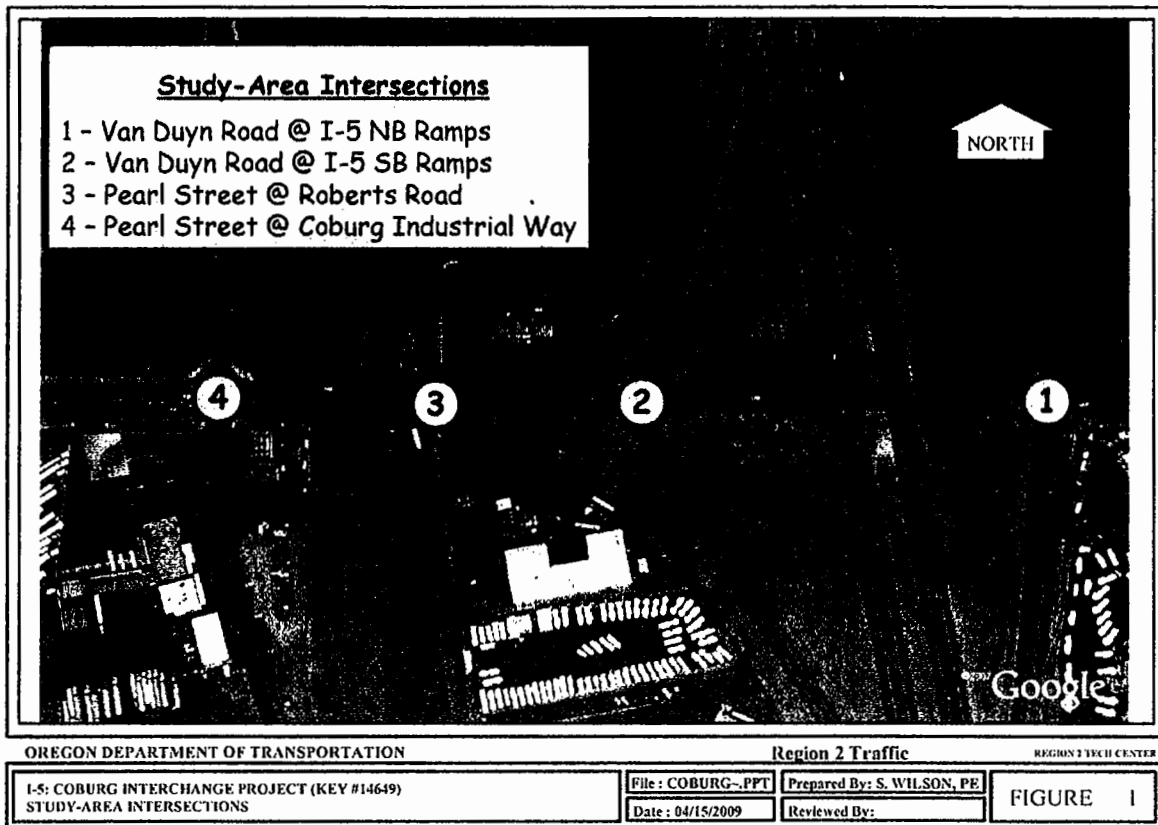 Study-Area Intersections
1 - Van Duyn Road @ I-5 NB Ramps
2 - Van Duyn Road @ I-5 SB Ramps
3 - Pearl Street @ Roberts Road
4 - Pearl Street @ Coburg Industrial Way
NORTH
4 3 2 1
Google
OREGON DEPARTMENT OF TRANSPORTATION Region 2 Traffic REGION 2 TECH CENTER
I-5: COBURG INTERCHANGE PROJECT (KEY #14649)
STUDY-AREA INTERSECTIONS
File : COBURG~.PPT
Date : 04/15/2009
Prepared By: S. WILSON, PE
Reviewed By:
FIGURE 1